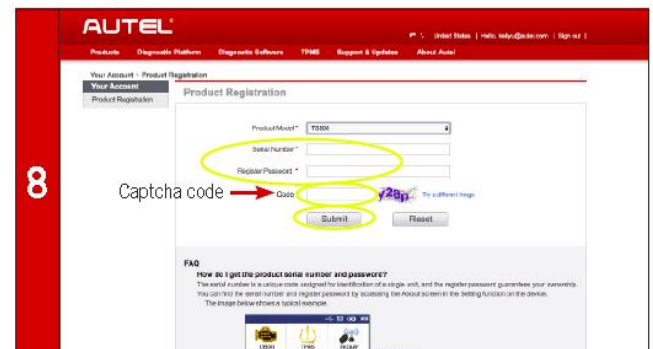 AUTEL
United States | Hello, kellyu@autel.com | Sign out |
Products Diagnostic Platform Diagnostic Software TPMS Support & Updates About Autel
Your Account > Product Registration
Your Account
Product Registration
Product Registration
8
Product Model*
Serial Number*
Register Password *
Captcha code
Code
y28p
Try a different image
Submit
Reset
FAQ
How do I get the product serial number and password?
The serial number is a unique code assigned for identification of a single unit, and the register password guarantees your ownership.
You can find the serial number and register password by accessing the About screen in the Setting function on the device.
The image below shows a typical example.
TPMS